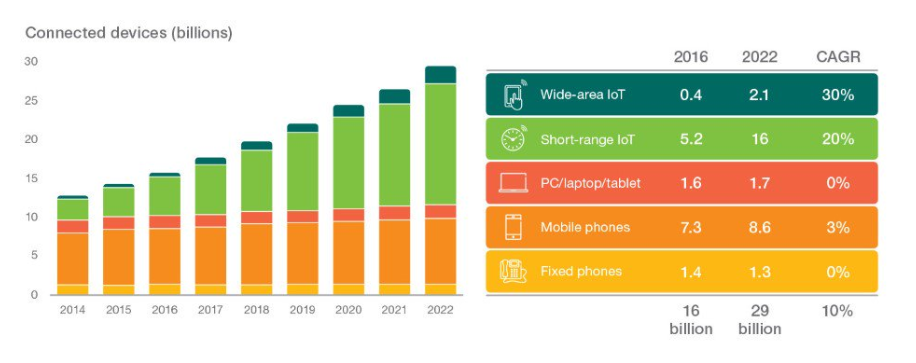 Connected devices (billions)
30
25
20
15
10
5
0
2014 2015 2016 2017 2018 2019 2020 2021 2022
2016 2022 CAGR
Wide-area IoT 0.4 2.1 30%
Short-range IoT 5.2 16 20%
PC/laptop/tablet 1.6 1.7 0%
Mobile phones 7.3 8.6 3%
Fixed phones 1.4 1.3 0%
16 29 10%
billion billion